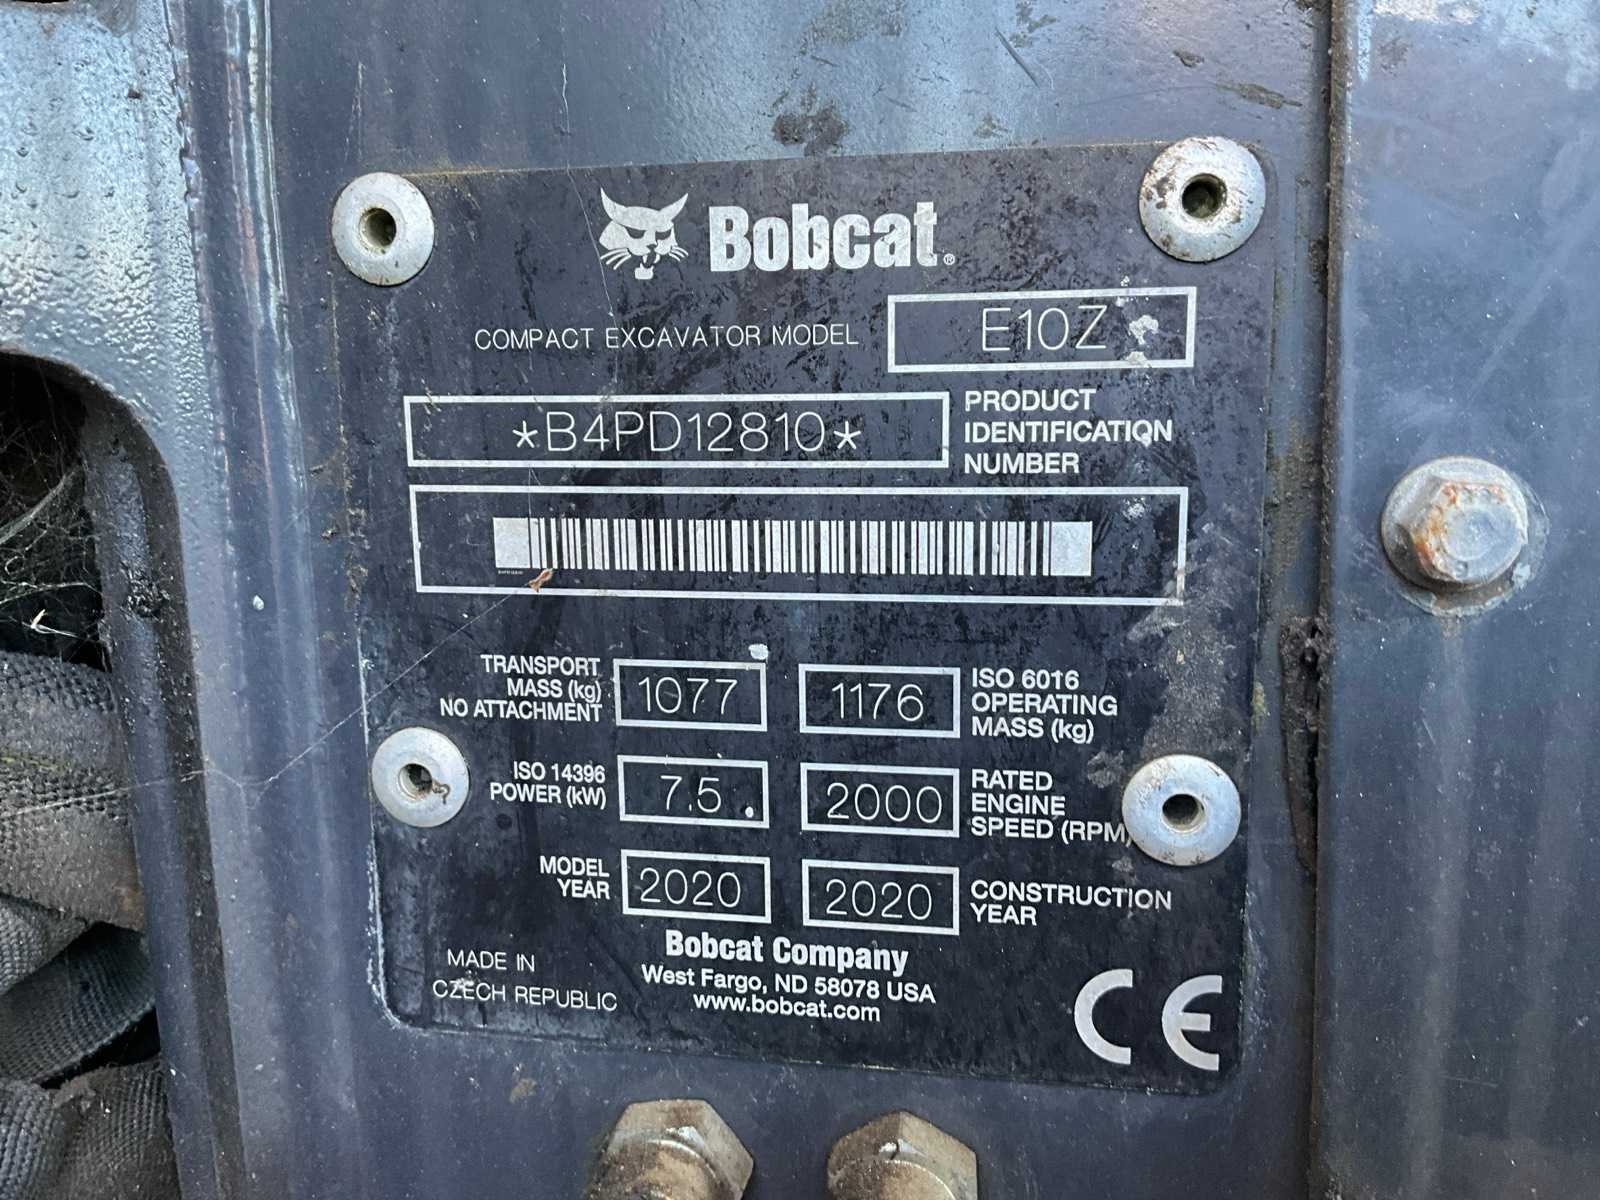 Bobcat®
COMPACT EXCAVATOR MODEL E10Z
*B4PD12810* PRODUCT
IDENTIFICATION
NUMBER
TRANSPORT
MASS (kg)
NO ATTACHMENT
1077
1176
ISO 6016
OPERATING
MASS (kg)
ISO 14396
POWER (kW)
7.5
2000
RATED
ENGINE
SPEED (RPM)
MODEL
YEAR
2020
2020
CONSTRUCTION
YEAR
Bobcat Company
West Fargo, ND 58078 USA
www.bobcat.com
MADE IN
CZECH REPUBLIC
CE